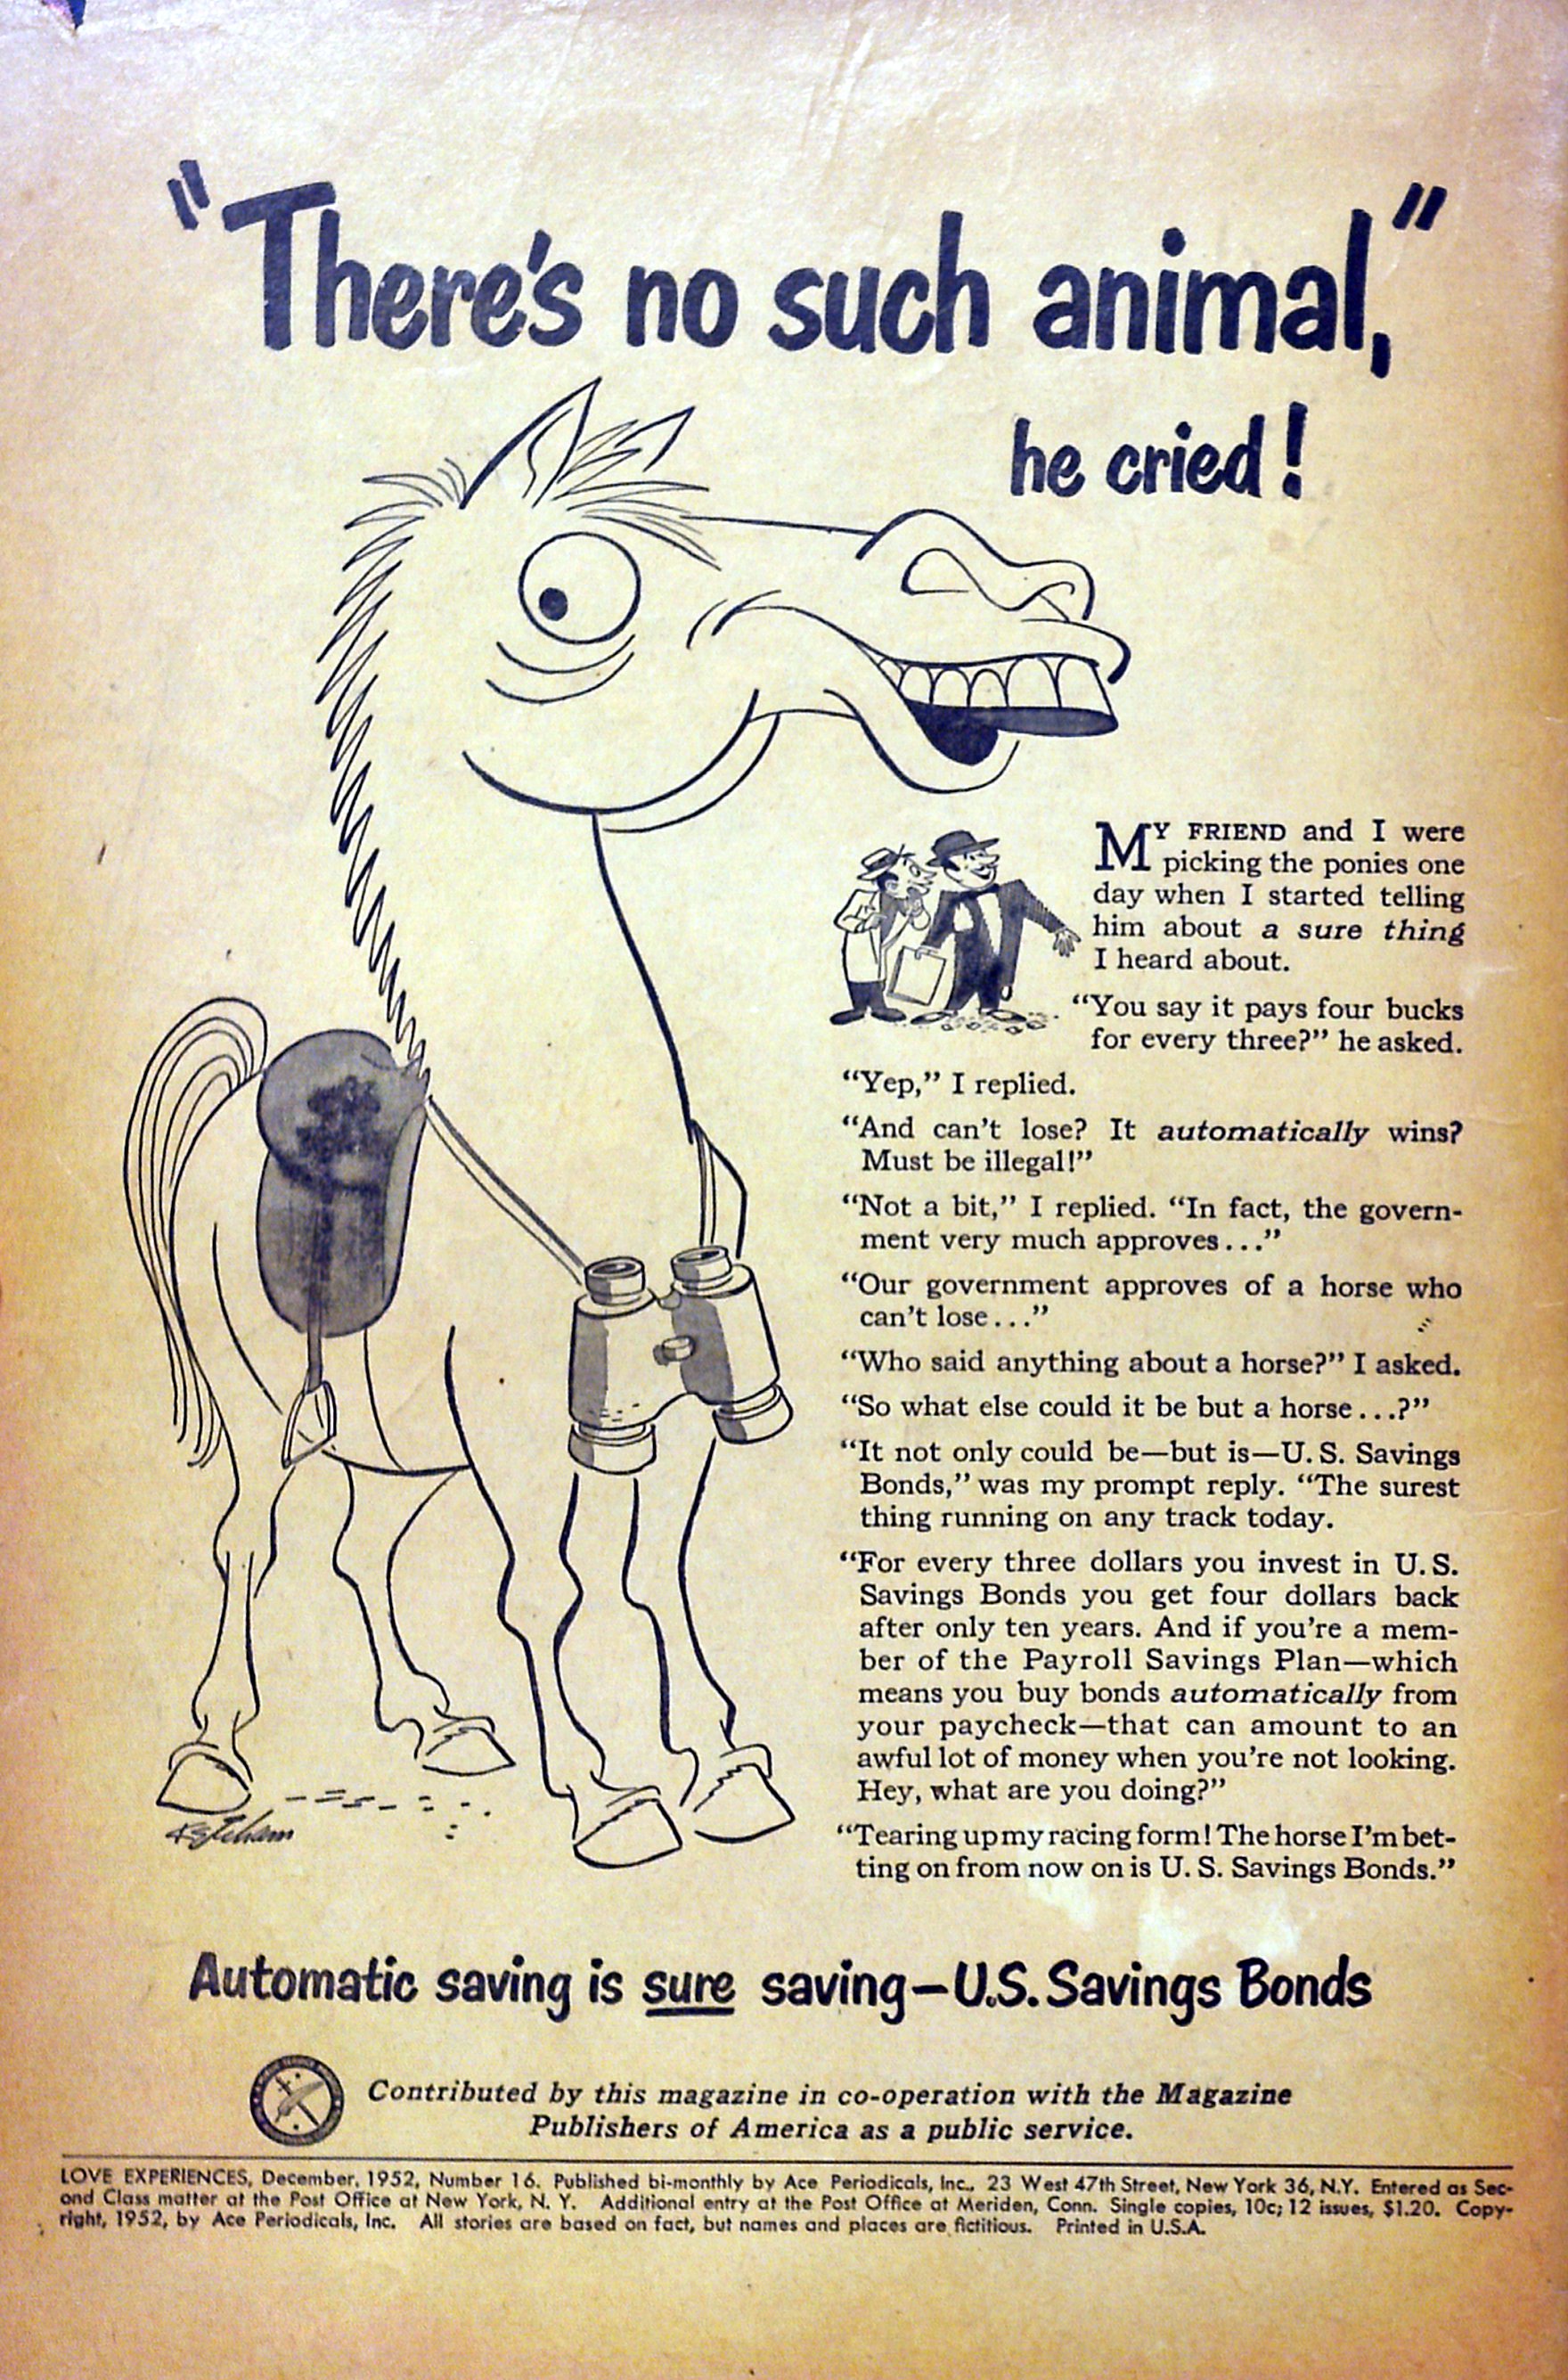 "There's no such animal,"
he cried!
MY FRIEND and I were
picking the ponies one
day when I started telling
him about a sure thing
I heard about.
"You say it pays four bucks
for every three?" he asked.
"Yep," I replied.
"And can't lose? It automatically wins?
Must be illegal!"
"Not a bit," I replied. "In fact, the govern-
ment very much approves..."
"Our government approves of a horse who
can't lose..."
"Who said anything about a horse?" I asked.
"So what else could it be but a horse...?"
"It not only could be—but is—U.S. Savings
Bonds," was my prompt reply. "The surest
thing running on any track today.
"For every three dollars you invest in U.S.
Savings Bonds you get four dollars back
after only ten years. And if you're a mem-
ber of the Payroll Savings Plan—which
means you buy bonds automatically from
your paycheck—that can amount to an
awful lot of money when you're not looking.
Hey, what are you doing?"
"Tearing up my racing form! The horse I'm bet-
ting on from now on is U. S. Savings Bonds."
Ketcham
Automatic saving is sure saving—U.S. Savings Bonds
Contributed by this magazine in co-operation with the Magazine
Publishers of America as a public service.
LOVE EXPERIENCES, December, 1952, Number 16. Published bi-monthly by Ace Periodicals, Inc., 23 West 47th Street, New York 36, N.Y. Entered as Sec-
ond Class matter at the Post Office at New York, N. Y. Additional entry at the Post Office at Meriden, Conn. Single copies, 10c; 12 issues, $1.20. Copy-
right, 1952, by Ace Periodicals, Inc. All stories are based on fact, but names and places are fictitious. Printed in U.S.A.